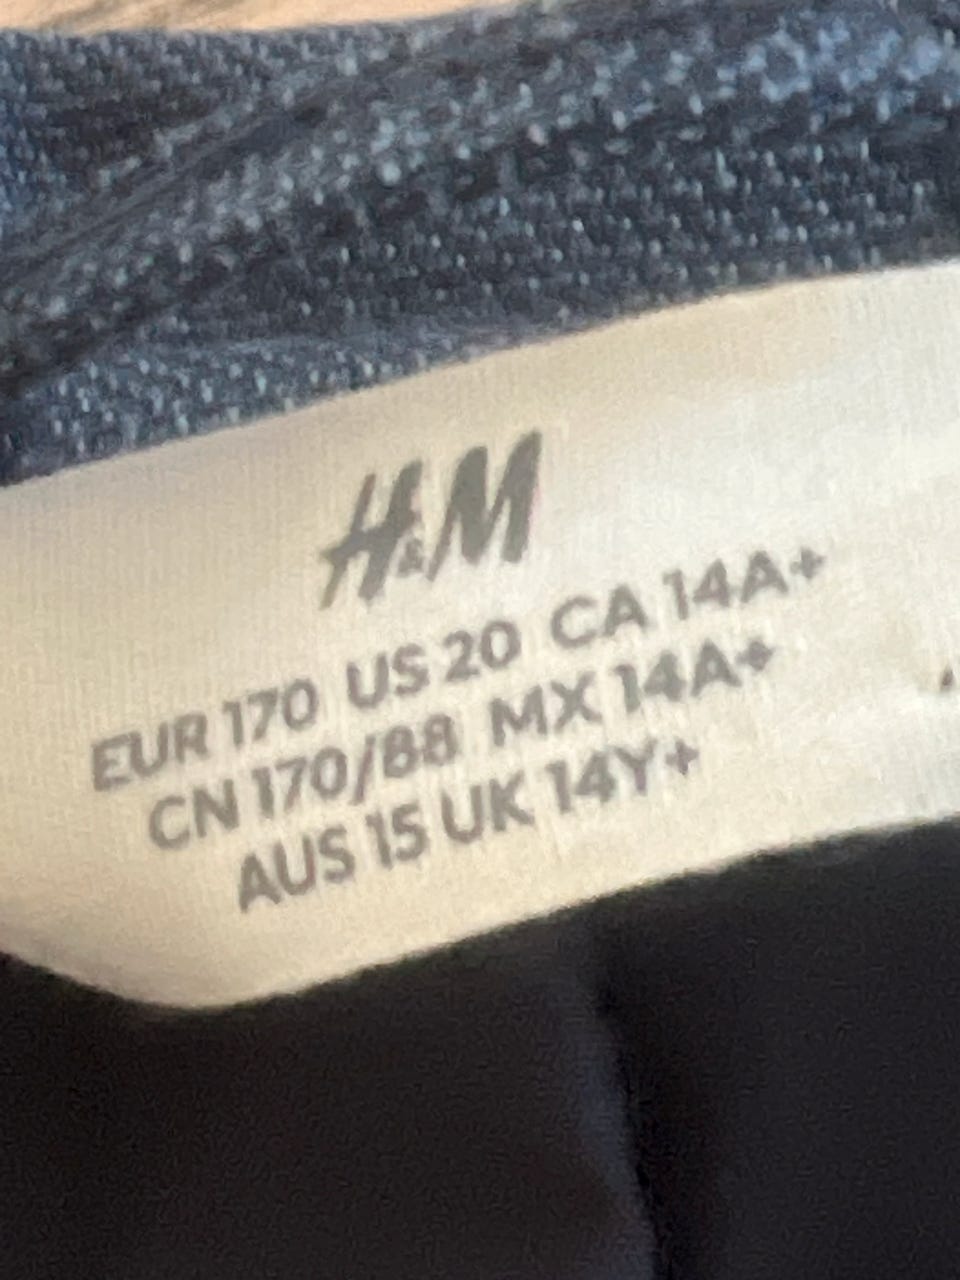 H&M
EUR 170 US 20 CA 14A+
CN 170/88 MX 14A+
AUS 15 UK 14Y+